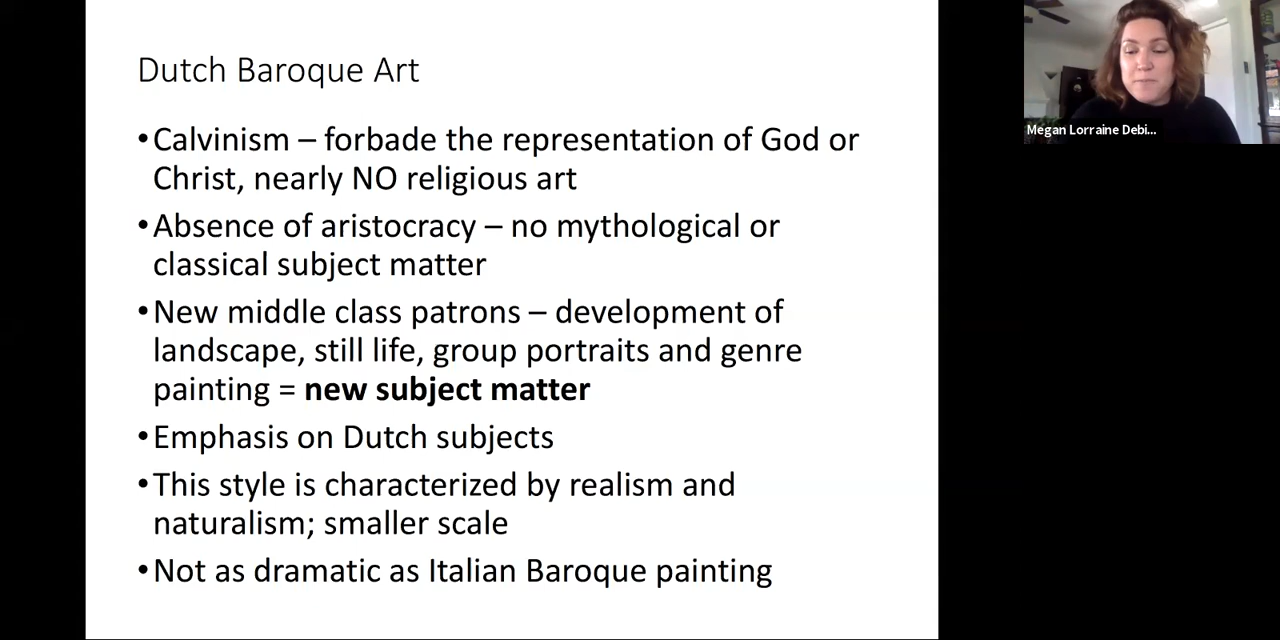 Dutch Baroque Art
•Calvinism – forbade the representation of God or
Christ, nearly NO religious art
•Absence of aristocracy – no mythological or
classical subject matter
•New middle class patrons – development of
landscape, still life, group portraits and genre
painting = new subject matter
•Emphasis on Dutch subjects
•This style is characterized by realism and
naturalism; smaller scale
•Not as dramatic as Italian Baroque painting
Megan Lorraine Debi...